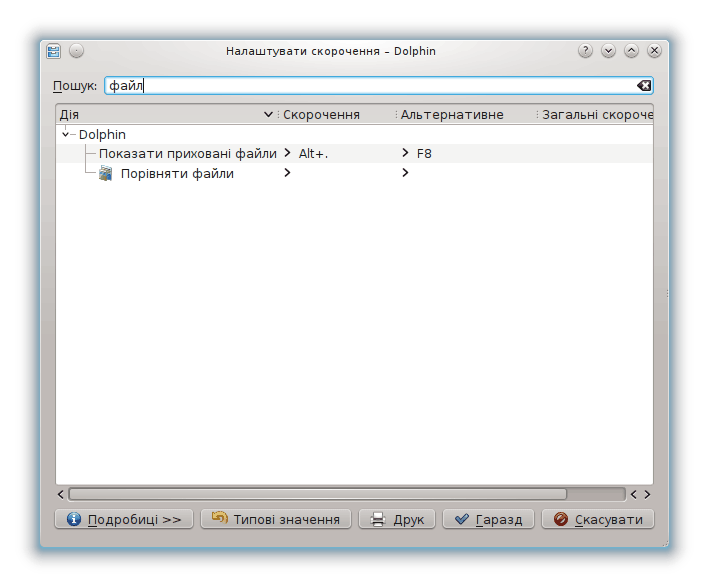 Налаштувати скорочення – Dolphin
Пошук: файл
Дія Скорочення Альтернативне Загальні скороче
Dolphin
Показати приховані файли Alt+. F8
Порівняти файли
Подробиці >> Типові значення Друк Гаразд Скасувати